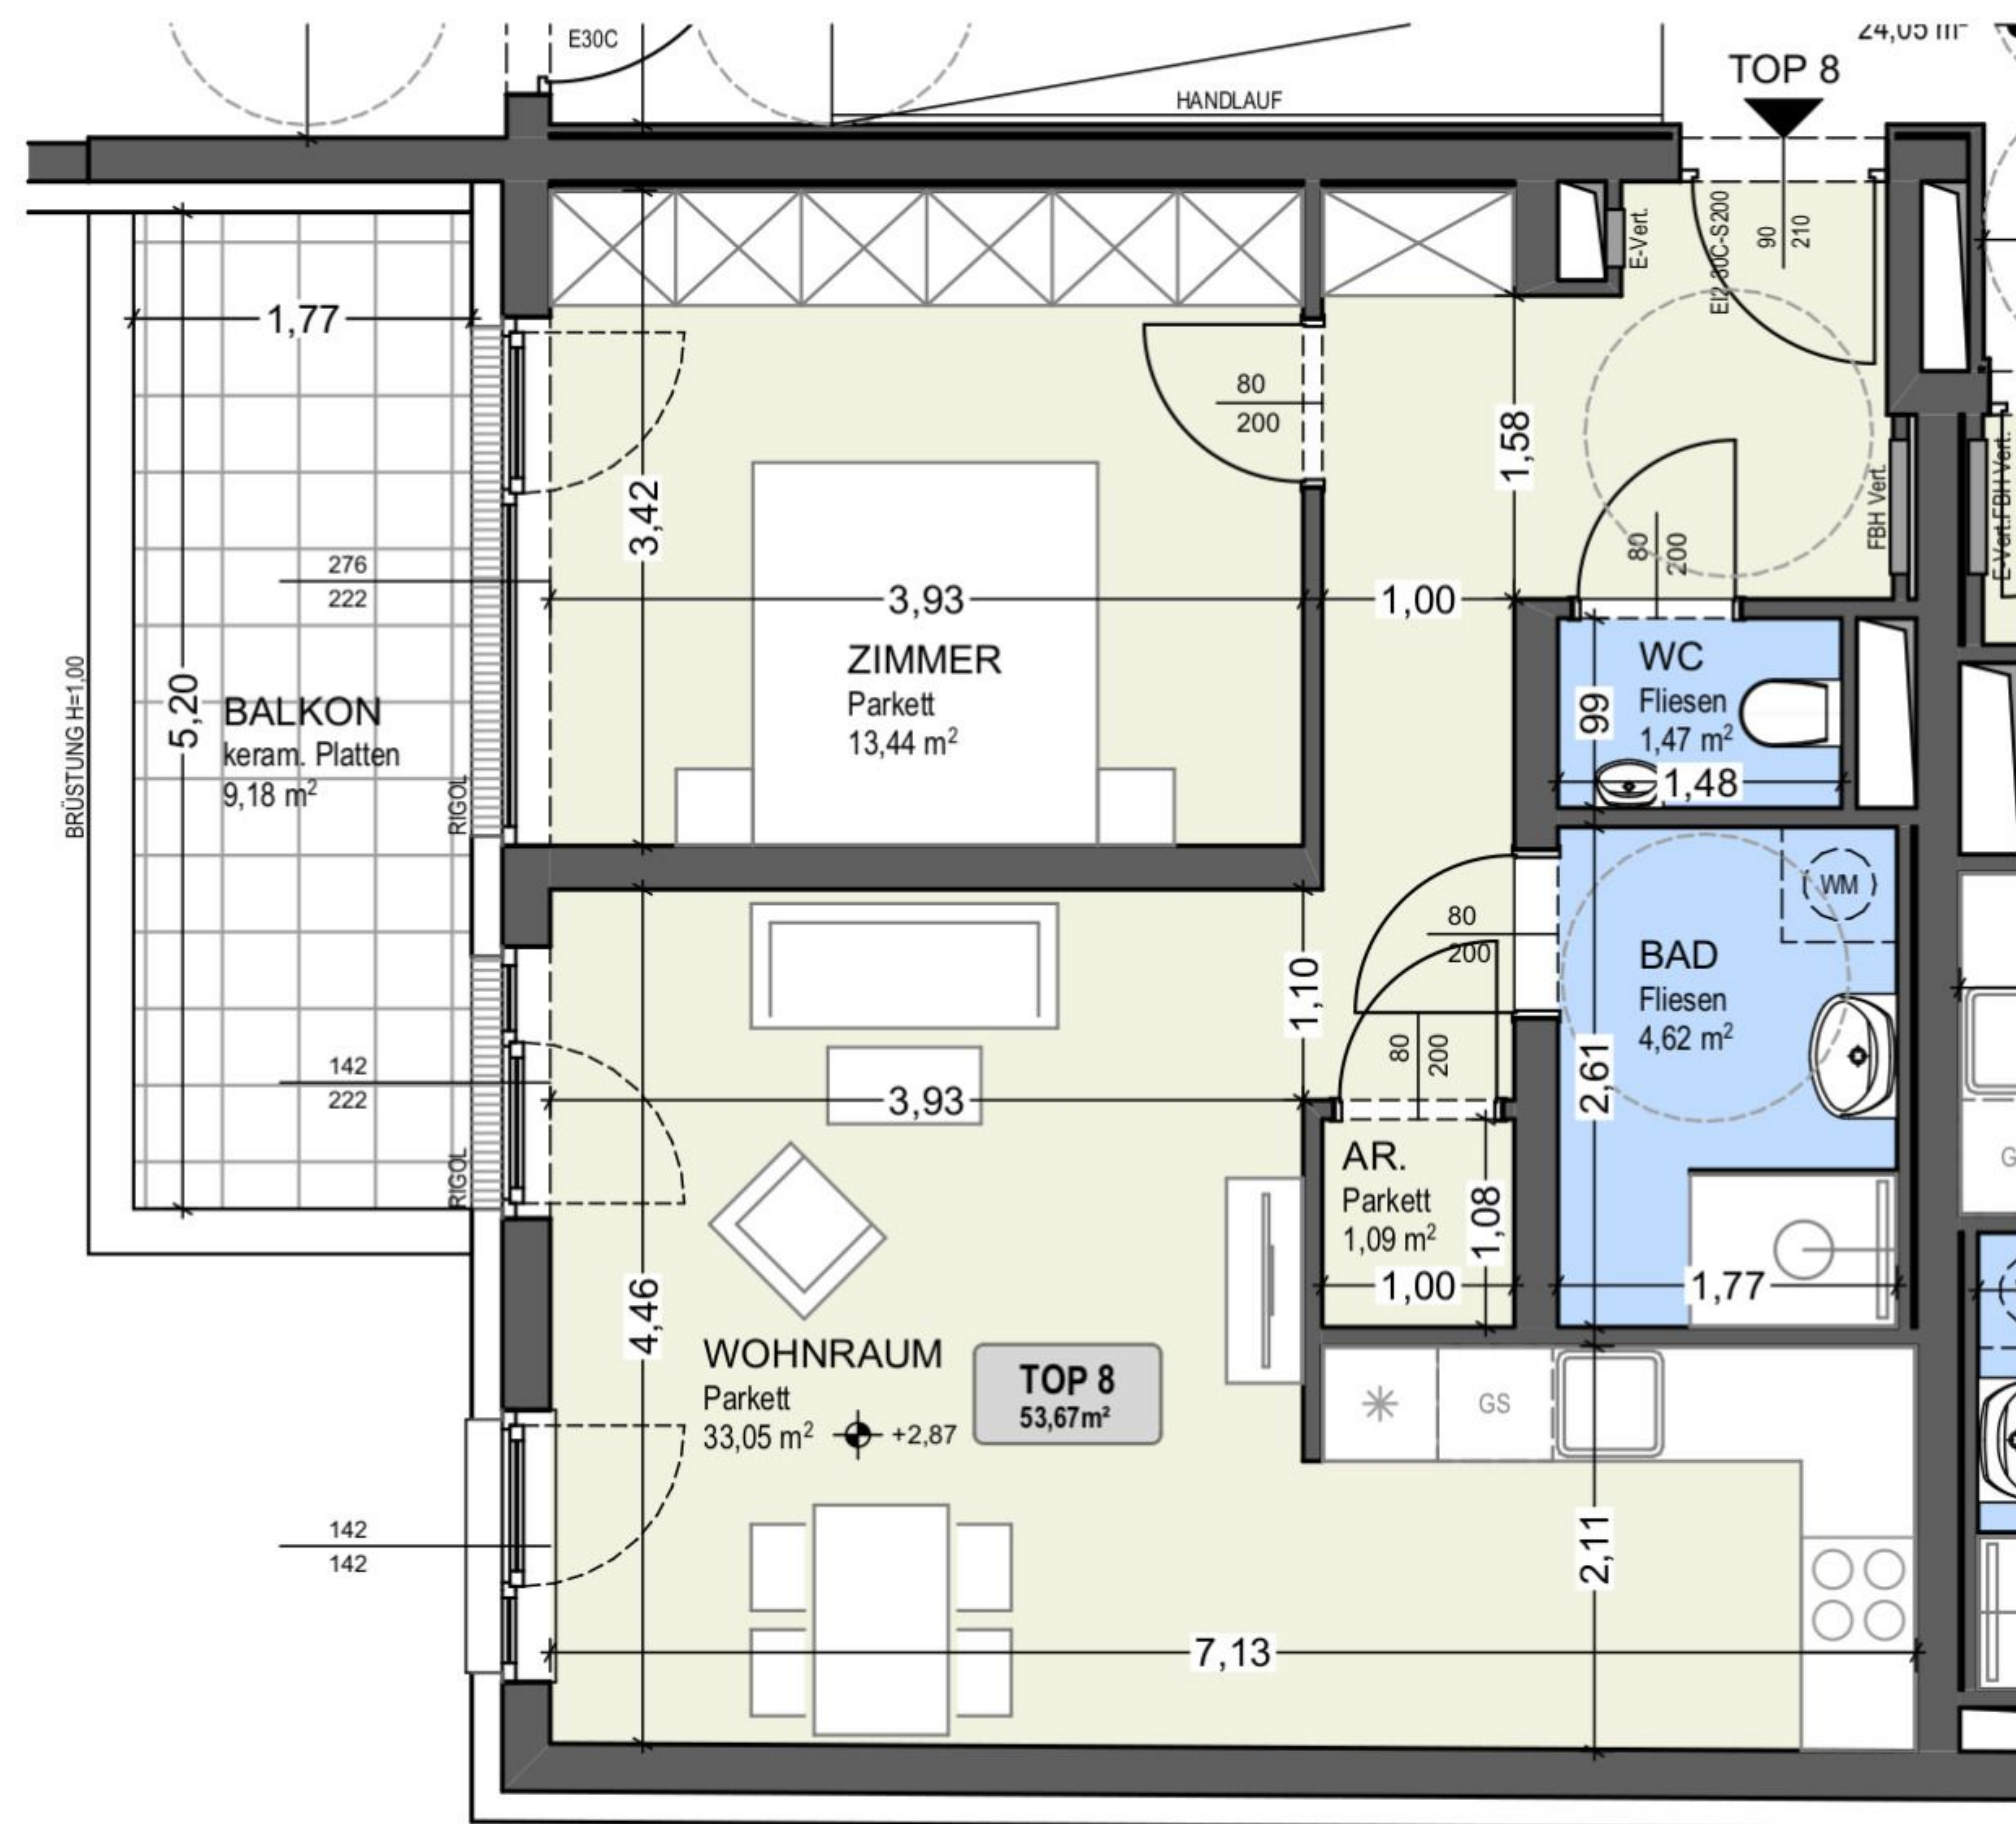 E30C
HANDLAUF
24,05 m²
TOP 8
E-Vert.
EI2 30C-S200
90
210
1,77
80
200
3,42
1,58
276
222
3,93
1,00
80
200
FBH Vert.
E-Vert.FBH Vert.
ZIMMER
Parkett
13,44 m²
WC
Fliesen
1,47 m²
99
1,48
BRÜSTUNG H=1,00
5,20
BALKON
keram. Platten
9,18 m²
RIGOL
WM
80
200
1,10
BAD
Fliesen
4,62 m²
142
222
3,93
80
200
2,61
RIGOL
AR.
Parkett
1,09 m²
1,08
1,00
1,77
4,46
WOHNRAUM
Parkett
33,05 m²
+2,87
TOP 8
53,67m²
GS
G
142
142
2,11
7,13